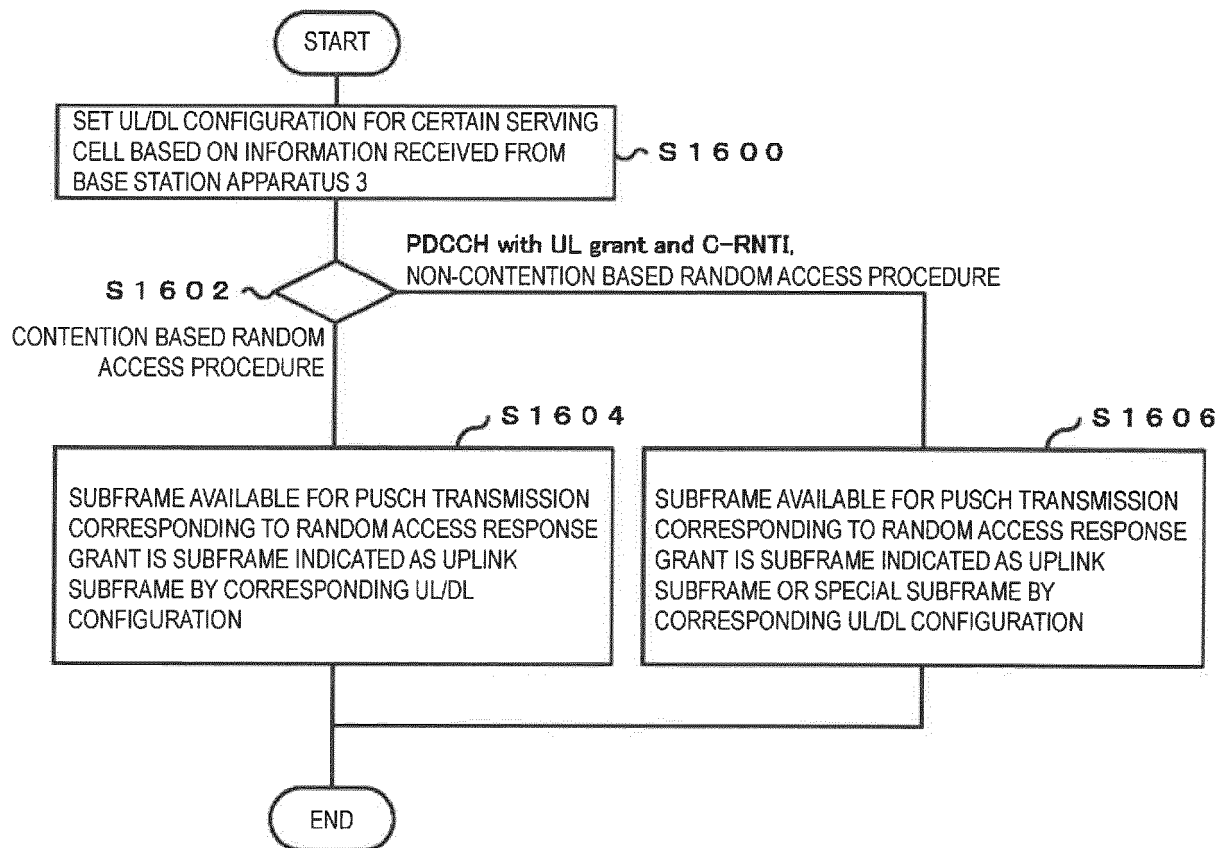 START
SET UL/DL CONFIGURATION FOR CERTAIN SERVING
CELL BASED ON INFORMATION RECEIVED FROM
BASE STATION APPARATUS 3
S1600
PDCCH with UL grant and C-RNTI,
NON-CONTENTION BASED RANDOM ACCESS PROCEDURE
S1602
CONTENTION BASED RANDOM
ACCESS PROCEDURE
S1604
SUBFRAME AVAILABLE FOR PUSCH TRANSMISSION
CORRESPONDING TO RANDOM ACCESS RESPONSE
GRANT IS SUBFRAME INDICATED AS UPLINK
SUBFRAME BY CORRESPONDING UL/DL
CONFIGURATION
S1606
SUBFRAME AVAILABLE FOR PUSCH TRANSMISSION
CORRESPONDING TO RANDOM ACCESS RESPONSE
GRANT IS SUBFRAME INDICATED AS UPLINK
SUBFRAME OR SPECIAL SUBFRAME BY
CORRESPONDING UL/DL CONFIGURATION
END